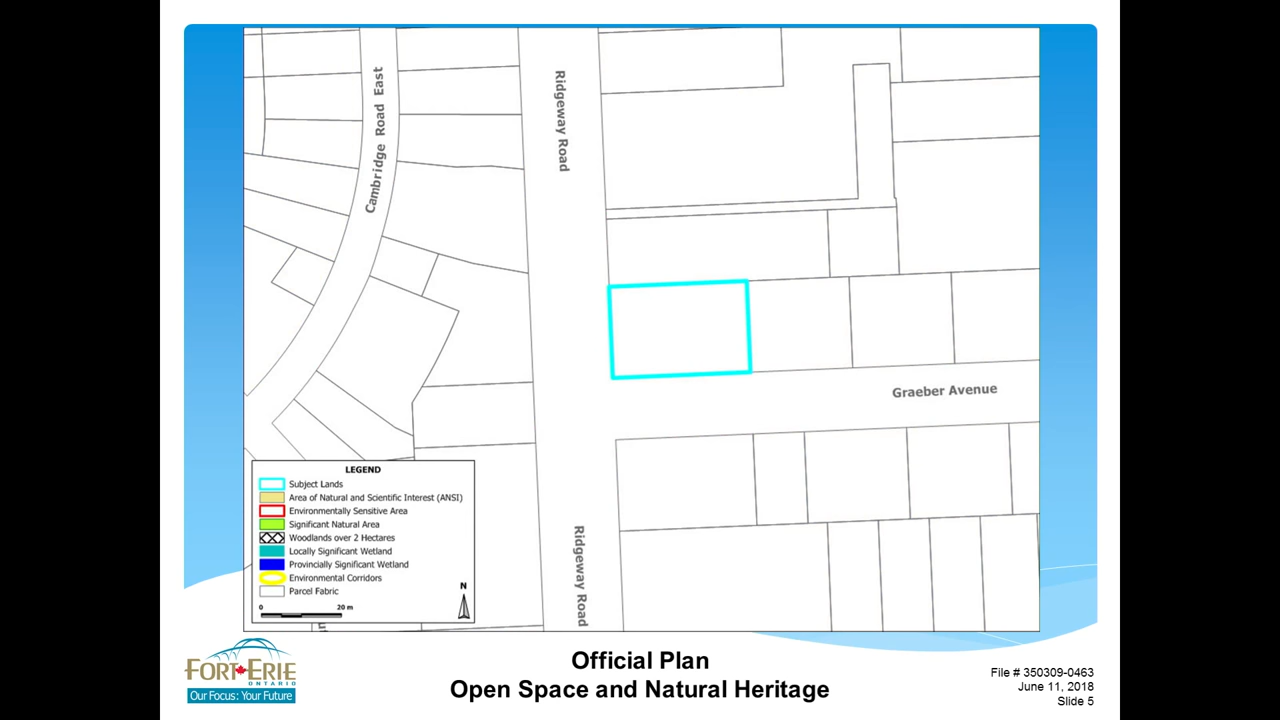 Cambridge Road East
Ridgeway Road
Graeber Avenue
Ridgeway Road
LEGEND
Subject Lands
Area of Natural and Scientific Interest (ANSI)
Environmentally Sensitive Area
Significant Natural Area
Woodlands over 2 Hectares
Locally Significant Wetland
Provincially Significant Wetland
Environmental Corridors
Parcel Fabric
0 20 m
N
FORT ERIE
ONTARIO
Our Focus: Your Future
Official Plan
Open Space and Natural Heritage
File # 350309-0463
June 11, 2018
Slide 5